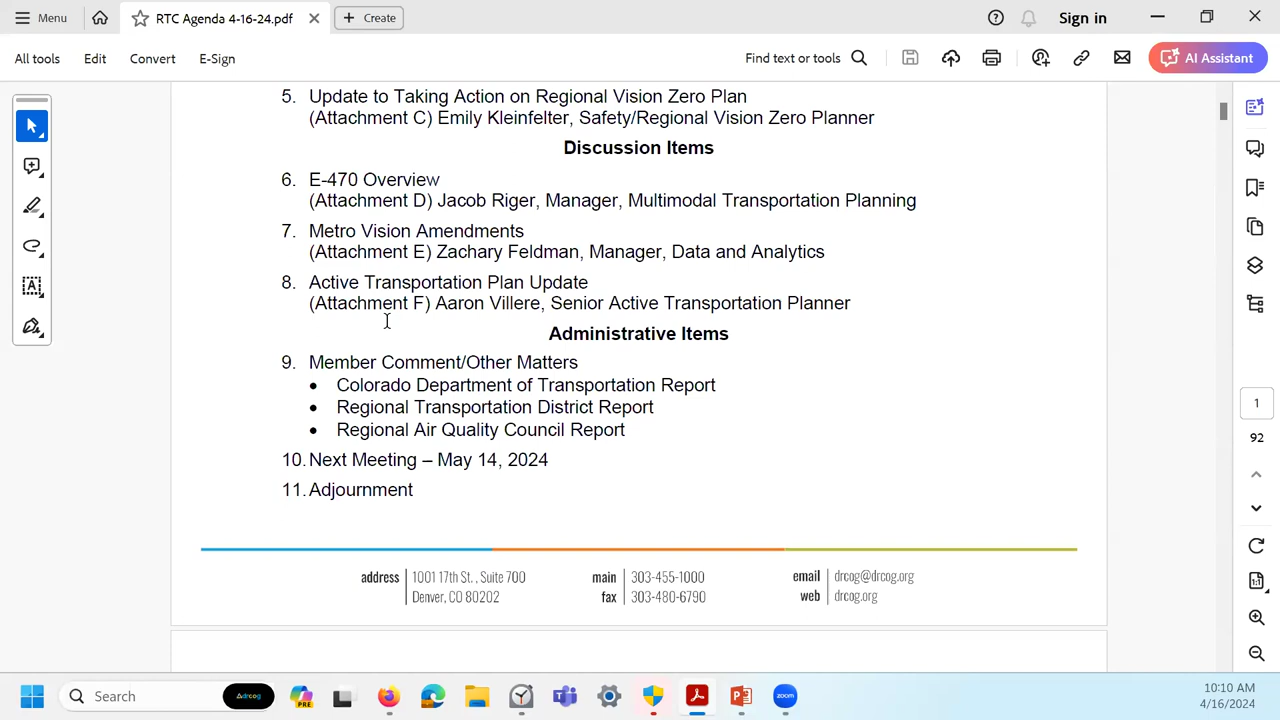 Menu
RTC Agenda 4-16-24.pdf
Create
Sign in
All tools
Edit
Convert
E-Sign
Find text or tools
AI Assistant
5. Update to Taking Action on Regional Vision Zero Plan
(Attachment C) Emily Kleinfelter, Safety/Regional Vision Zero Planner
Discussion Items
6. E-470 Overview
(Attachment D) Jacob Riger, Manager, Multimodal Transportation Planning
7. Metro Vision Amendments
(Attachment E) Zachary Feldman, Manager, Data and Analytics
8. Active Transportation Plan Update
(Attachment F) Aaron Villere, Senior Active Transportation Planner
Administrative Items
9. Member Comment/Other Matters
• Colorado Department of Transportation Report
• Regional Transportation District Report
• Regional Air Quality Council Report
10. Next Meeting – May 14, 2024
11. Adjournment
address 1001 17th St., Suite 700
Denver, CO 80202
main 303-455-1000
fax 303-480-6790
email drcog@drcog.org
web drcog.org
1
92
Search
drcog
PRE
zoom
10:10 AM
4/16/2024